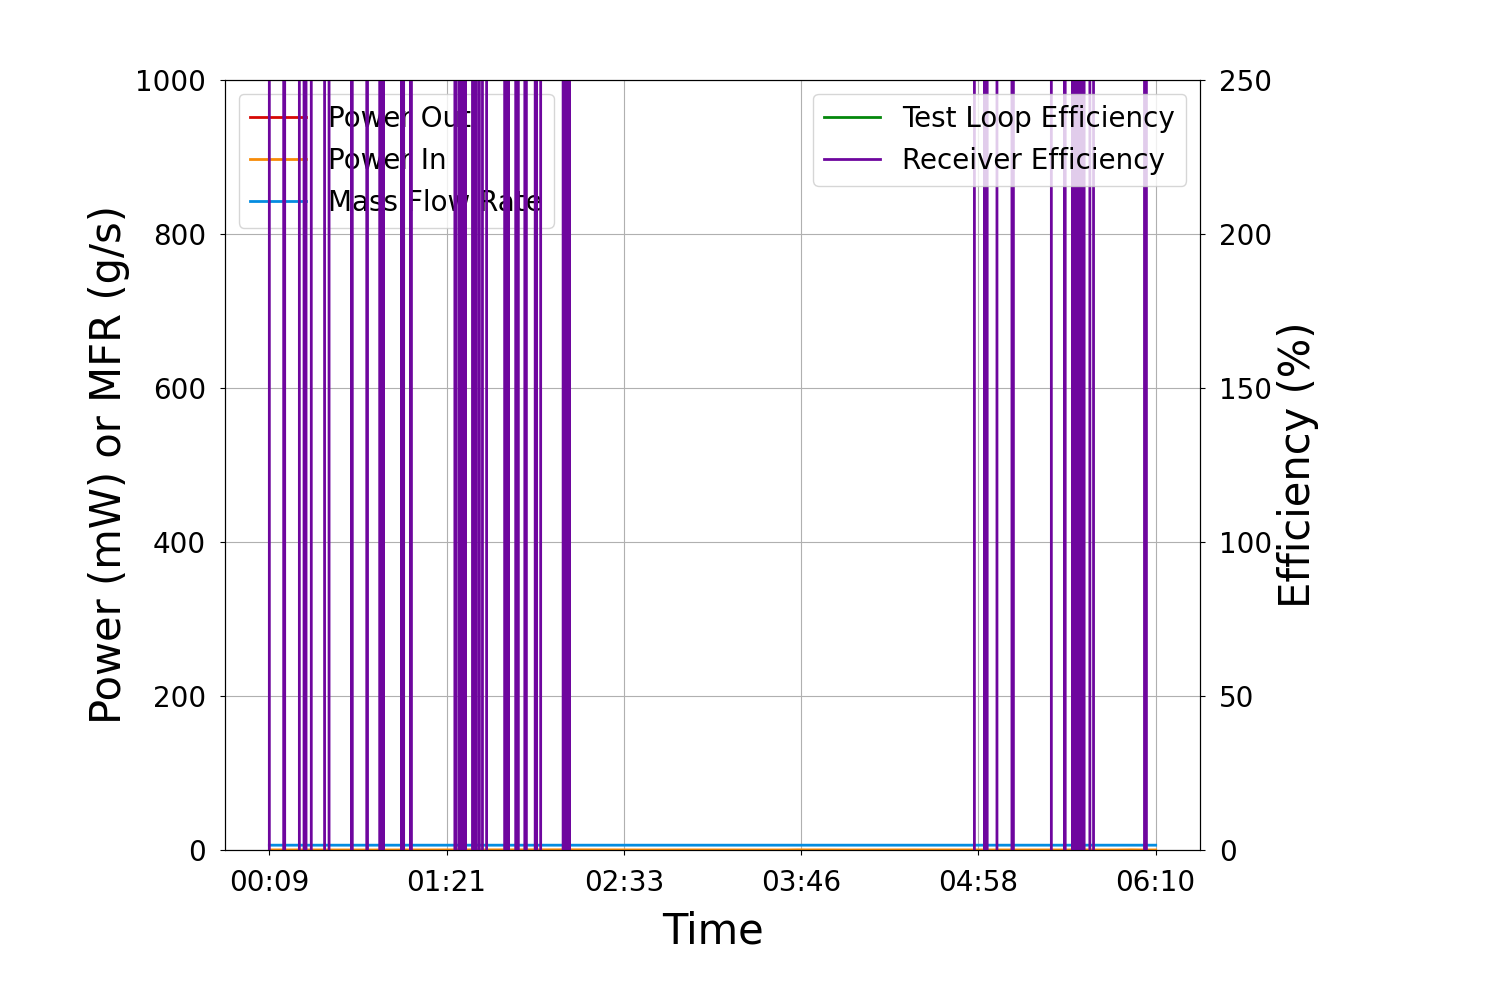 1000
800
600
400
200
0
Power (mW) or MFR (g/s)
Power Out
Power In
Mass Flow Rate
Test Loop Efficiency
Receiver Efficiency
250
200
150
100
50
0
Efficiency (%)
00:09 01:21 02:33 03:46 04:58 06:10
Time